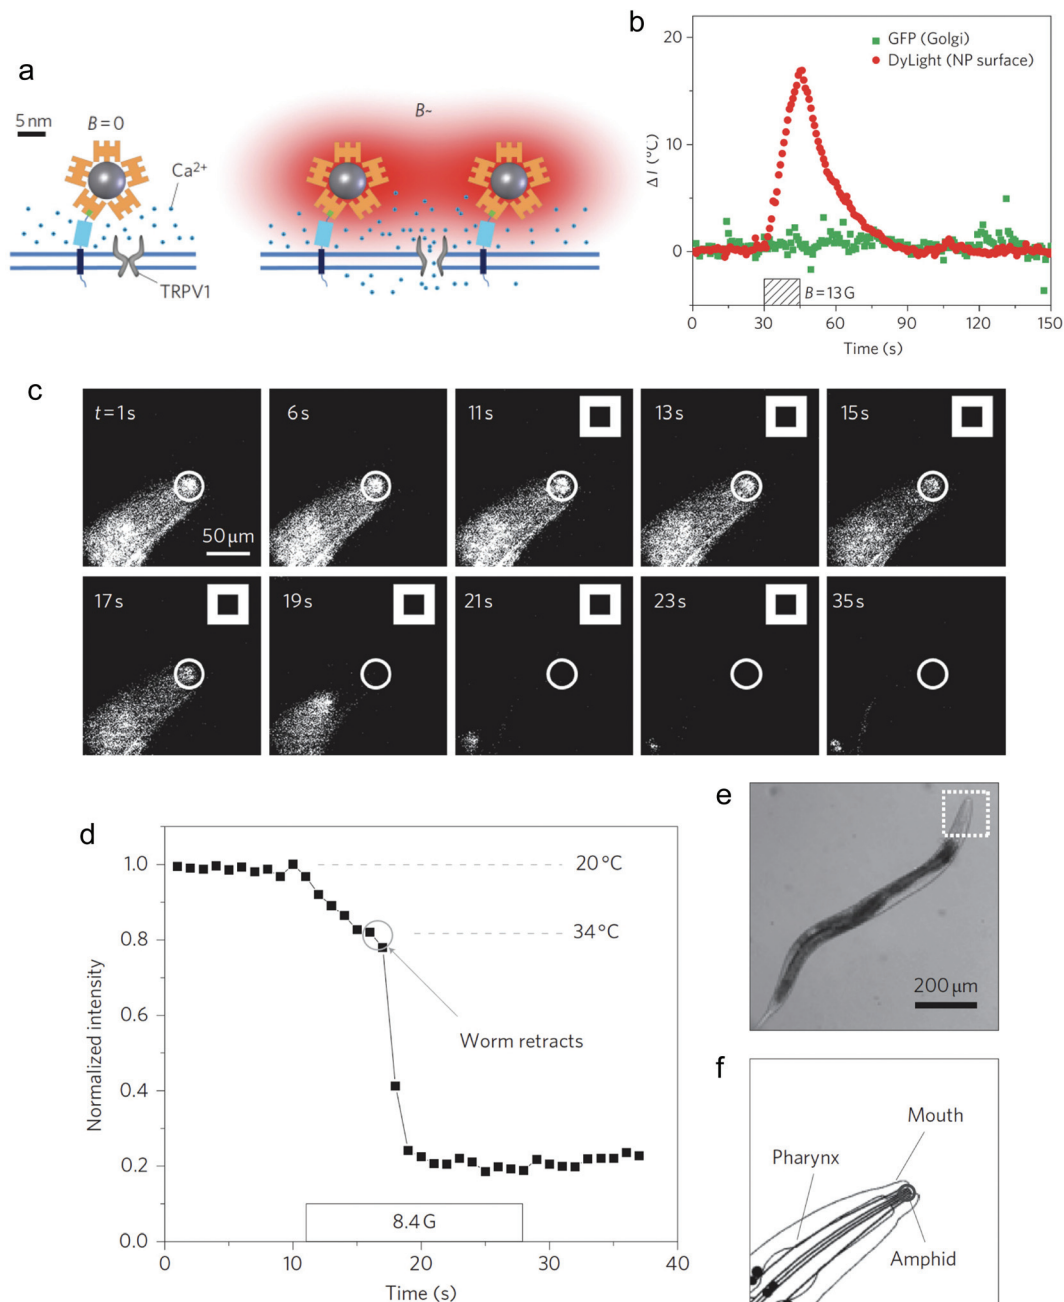 a
5 nm
B = 0
B~
Ca²⁺
TRPV1
b
20
10
0
ΔT (°C)
GFP (Golgi)
DyLight (NP surface)
B = 13 G
0
30
60
90
120
150
Time (s)
c
t = 1 s
6 s
11 s
13 s
15 s
50 μm
17 s
19 s
21 s
23 s
35 s
d
Normalized intensity
1.0
0.8
0.6
0.4
0.2
0.0
20 °C
34 °C
Worm retracts
8.4 G
0
10
20
30
40
Time (s)
e
200 μm
f
Mouth
Pharynx
Amphid